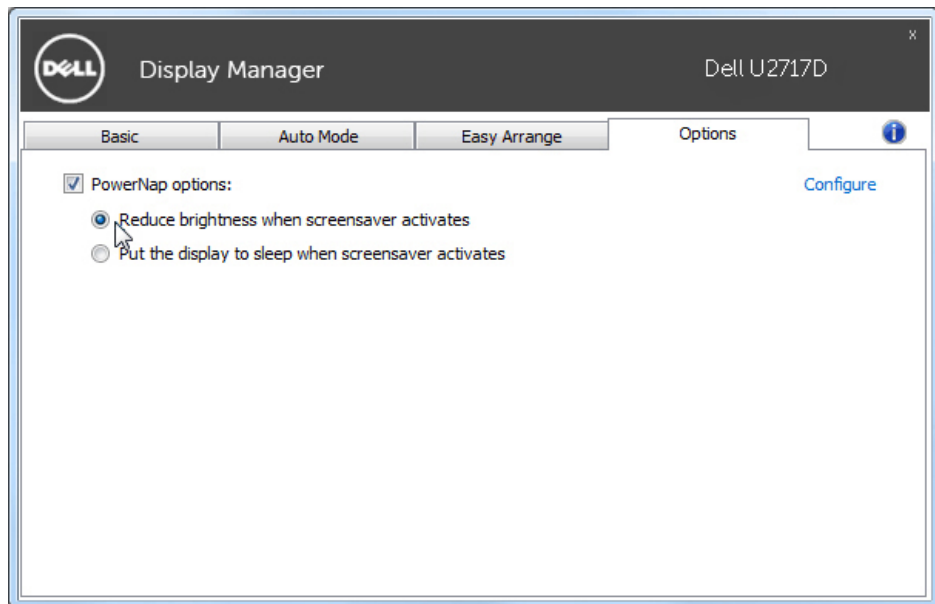 DELL Display Manager Dell U2717D x
Basic Auto Mode Easy Arrange Options i
PowerNap options: Configure
Reduce brightness when screensaver activates
Put the display to sleep when screensaver activates